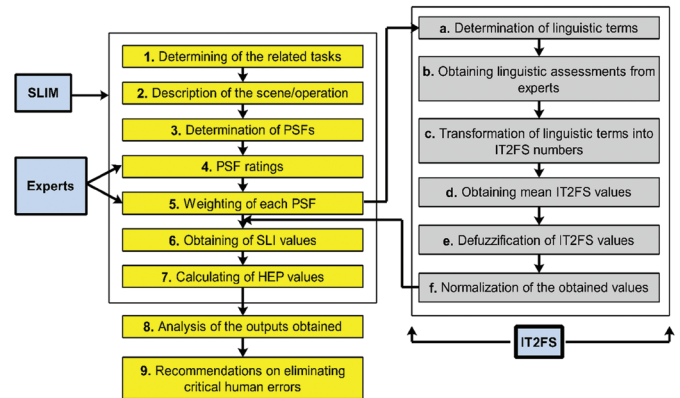 SLIM
Experts
1. Determining of the related tasks
2. Description of the scene/operation
3. Determination of PSFs
4. PSF ratings
5. Weighting of each PSF
6. Obtaining of SLI values
7. Calculating of HEP values
8. Analysis of the outputs obtained
9. Recommendations on eliminating
critical human errors
a. Determination of linguistic terms
b. Obtaining linguistic assessments from
experts
c. Transformation of linguistic terms into
IT2FS numbers
d. Obtaining mean IT2FS values
e. Defuzzification of IT2FS values
f. Normalization of the obtained values
IT2FS